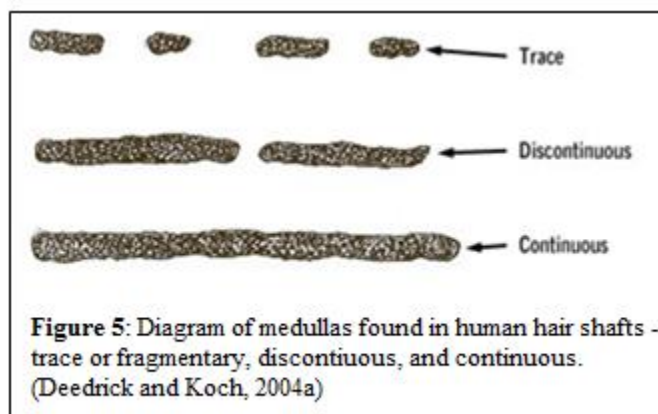 Trace
Discontinuous
Continuous
Figure 5: Diagram of medullas found in human hair shafts -
trace or fragmentary, discontiuous, and continuous.
(Deedrick and Koch, 2004a)